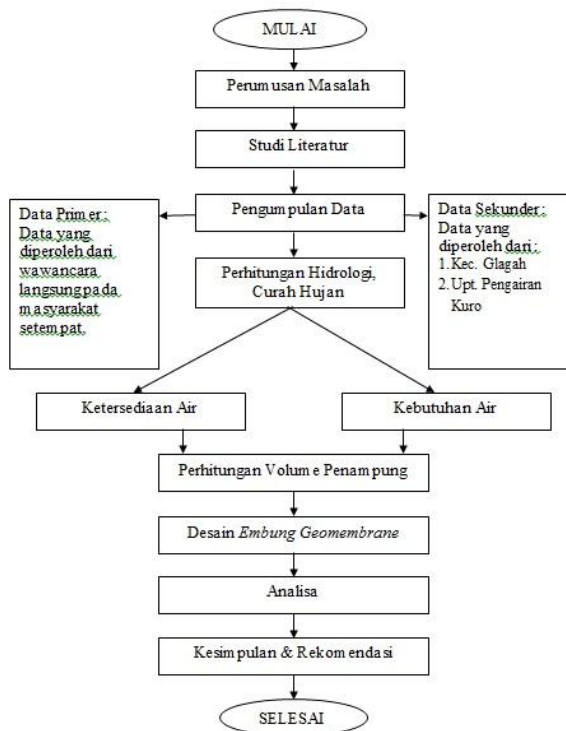 MULAI
Perumusan Masalah
Studi Literatur
Pengumpulan Data
Data Primer:
Data yang
diperoleh dari
wawancara
langsung pada
masyarakat
setempat.
Data Sekunder:
Data yang
diperoleh dari:
1.Kec. Glagah
2.Upt. Pengairan
Kuro
Perhitungan Hidrologi,
Curah Hujan
Ketersediaan Air
Kebutuhan Air
Perhitungan Volume Penampung
Desain Embung Geomembrane
Analisa
Kesimpulan & Rekomendasi
SELESAI